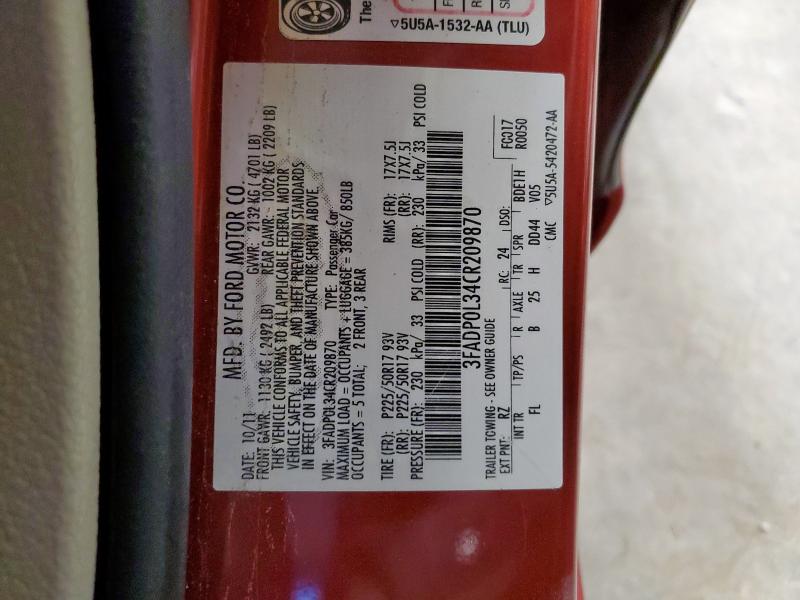 The
▽5U5A-1532-AA (TLU)
MFD. BY FORD MOTOR CO.
DATE: 10/11 GVWR: 2132 KG ( 4701 LB)
FRONT GAWR: 1130 KG ( 2492 LB) REAR GAWR: 1002 KG ( 2209 LB)
THIS VEHICLE CONFORMS TO ALL APPLICABLE FEDERAL MOTOR
VEHICLE SAFETY, BUMPER, AND THEFT PREVENTION STANDARDS
IN EFFECT ON THE DATE OF MANUFACTURE SHOWN ABOVE
VIN: 3FADP0L34CR209870 TYPE: Passenger Car
MAXIMUM LOAD = OCCUPANTS + LUGGAGE = 385KG/ 850LB
OCCUPANTS = 5 TOTAL; 2 FRONT, 3 REAR
TIRE (FR): P225/50R17 93V RIMS (FR): 17X7.5J
(RR): P225/50R17 93V (RR): 17X7.5J
PRESSURE (FR): 230 kPa/ 33 PSI COLD (RR): 230 kPa/ 33 PSI COLD
3FADP0L34CR209870
TRAILER TOWING - SEE OWNER GUIDE FC017
EXT PNT: RZ RC: 24 DSO: BDE1H R0050
INT TR TP/PS R AXLE TR SPR V05
FL B 25 H DD44
CMC ▽5U5A-5420472-AA